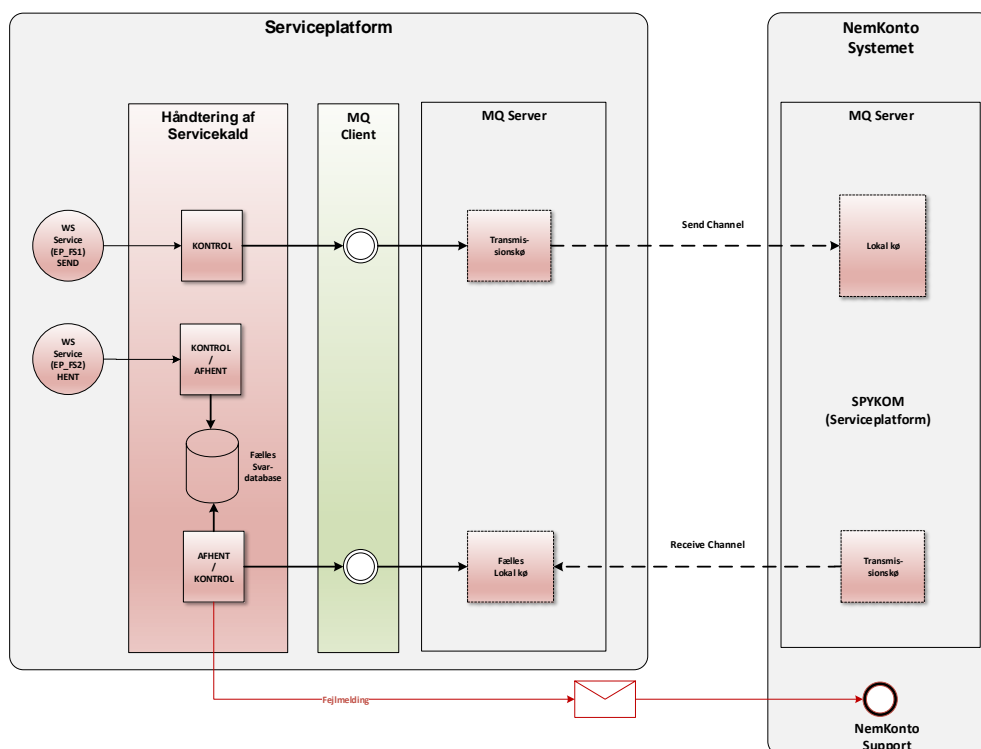 Serviceplatform
NemKonto
Systemet
Håndtering af
Servicekald
MQ
Client
MQ Server
MQ Server
WS
Service
(EP_FS1)
SEND
KONTROL
Transmis-
sionskø
Send Channel
Lokal kø
WS
Service
(EP_FS2)
HENT
KONTROL
/
AFHENT
SPYKOM
(Serviceplatform)
Fælles
Svar-
database
AFHENT
/
KONTROL
Fælles
Lokal kø
Receive Channel
Transmis-
sionskø
Fejlmelding
NemKonto
Support